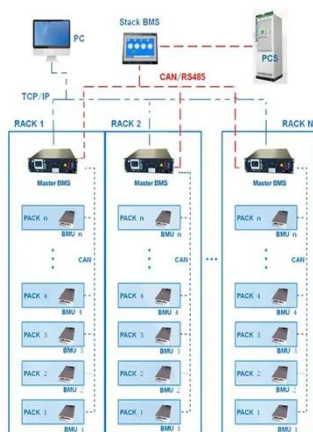 Stack BMS
PC
PCS
CAN/RS485
TCP/IP
RACK 1
RACK 2
RACK N
Master BMS
Master BMS
Master BMS
PACK n
PACK n
PACK n
BMU n
BMU n
BMU n
CAN
CAN
CAN
PACK 4
PACK 4
PACK 4
BMU 4
BMU 4
BMU 4
PACK 3
PACK 3
PACK 3
BMU 3
BMU 3
BMU 3
PACK 2
PACK 2
PACK 2
BMU 2
BMU 2
BMU 2
PACK 1
PACK 1
PACK 1
BMU 1
BMU 1
BMU 1